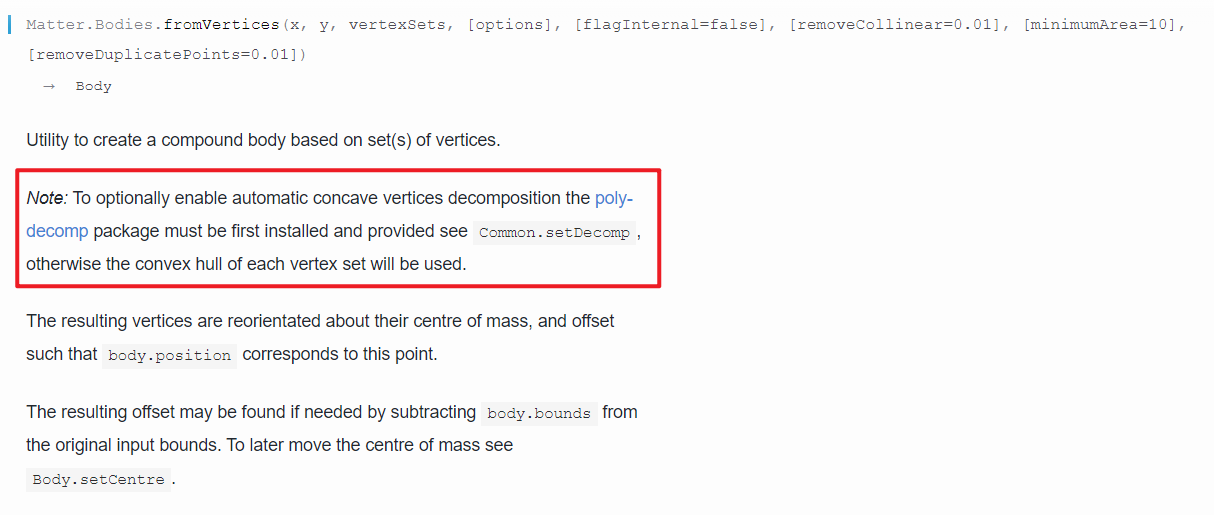 Matter.Bodies.fromVertices(x, y, vertexSets, [options], [flagInternal=false], [removeCollinear=0.01], [minimumArea=10],
[removeDuplicatePoints=0.01])
→ Body
Utility to create a compound body based on set(s) of vertices.
Note: To optionally enable automatic concave vertices decomposition the poly-
decomp package must be first installed and provided see Common.setDecomp,
otherwise the convex hull of each vertex set will be used.
The resulting vertices are reorientated about their centre of mass, and offset
such that body.position corresponds to this point.
The resulting offset may be found if needed by subtracting body.bounds from
the original input bounds. To later move the centre of mass see
Body.setCentre.